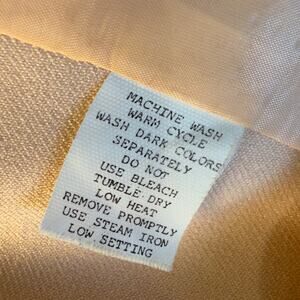 MACHINE WASH
WARM CYCLE
WASH DARK COLORS
SEPARATELY
DO NOT
USE BLEACH
TUMBLE DRY
LOW HEAT
REMOVE PROMPTLY
USE STEAM IRON
LOW SETTING